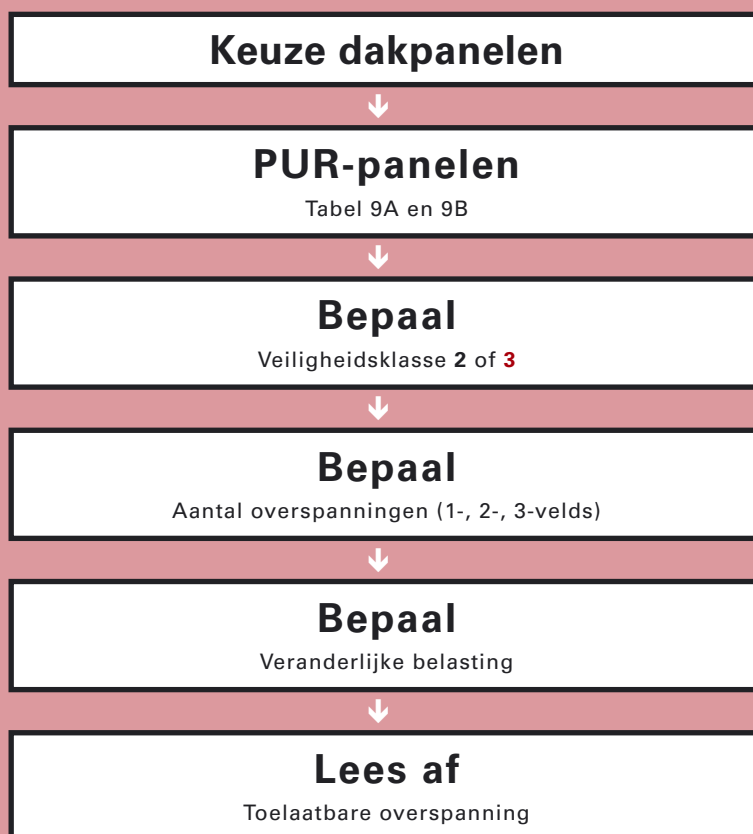 Keuze dakpanelen
PUR-panelen
Tabel 9A en 9B
Bepaal
Veiligheidsklasse 2 of 3
Bepaal
Aantal overspanningen (1-, 2-, 3-velds)
Bepaal
Veranderlijke belasting
Lees af
Toelaatbare overspanning